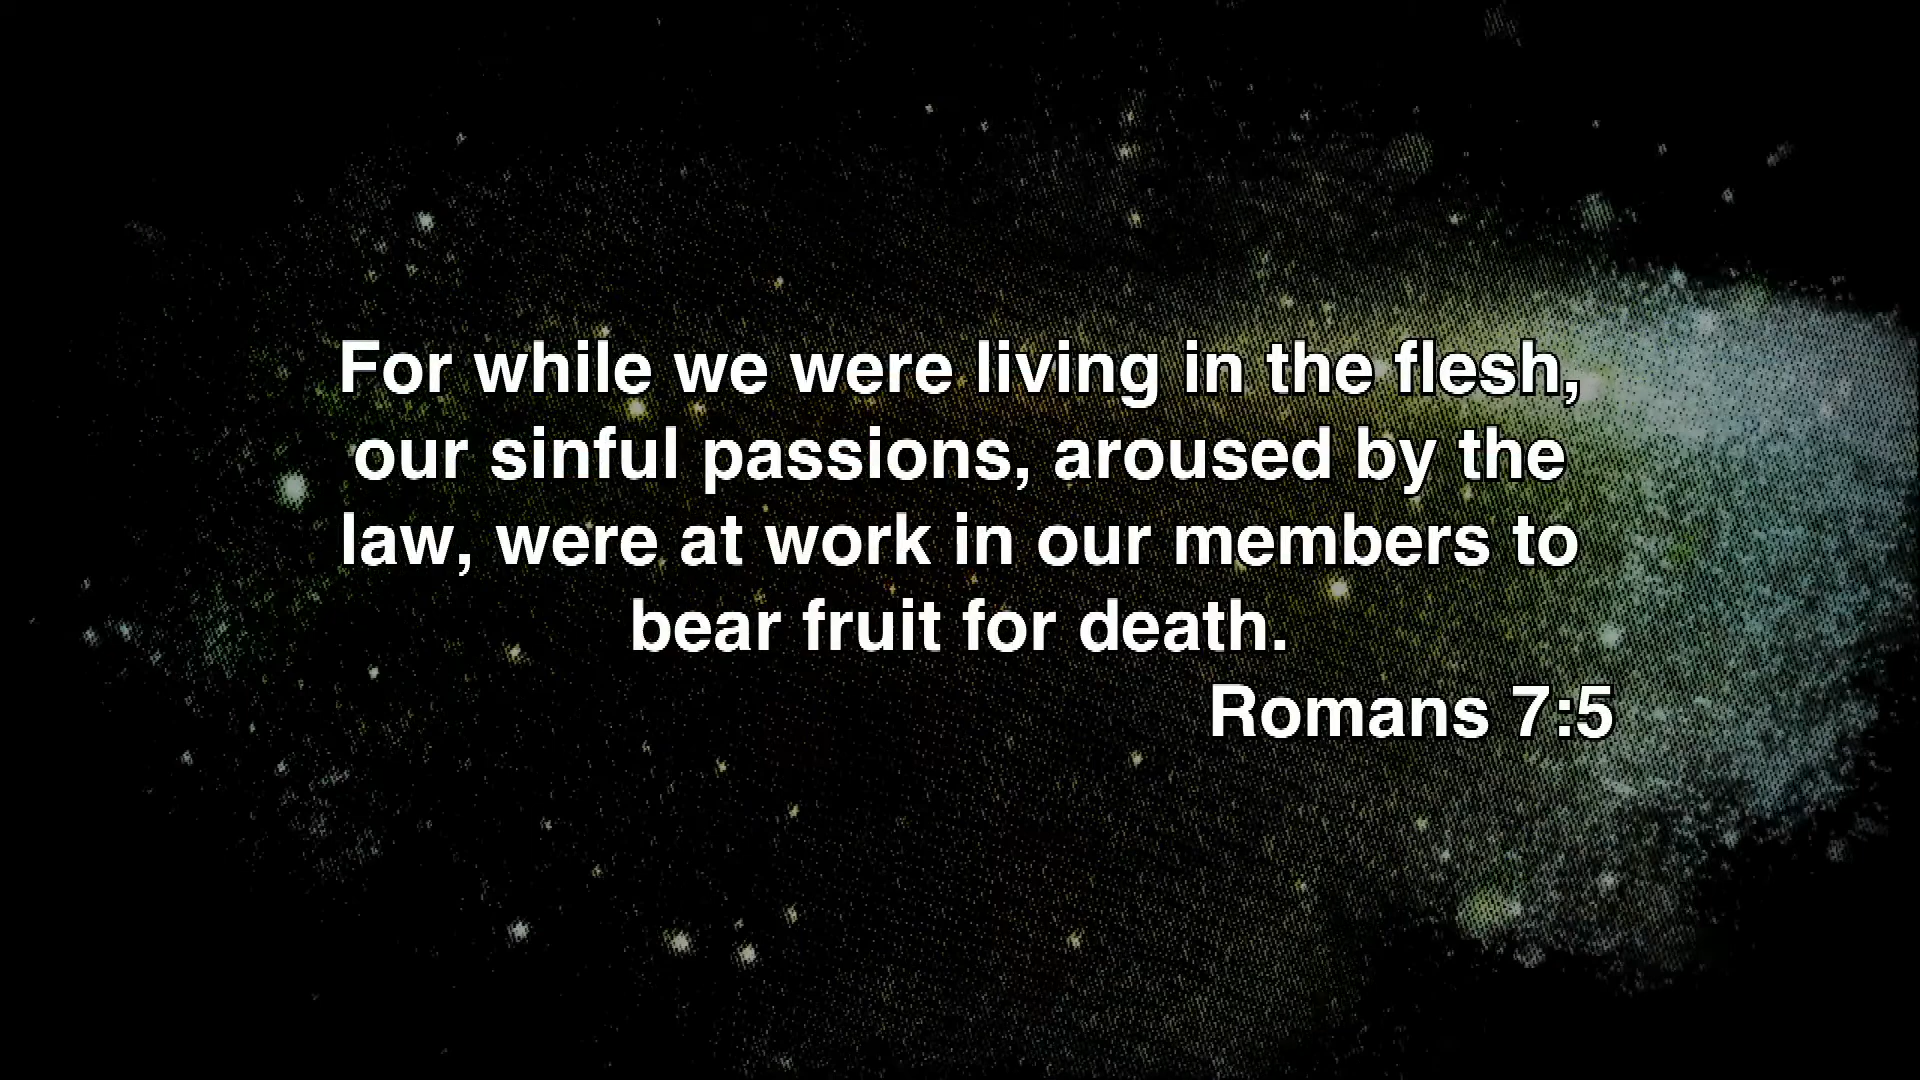 For while we were living in the flesh,
our sinful passions, aroused by the
law, were at work in our members to
bear fruit for death.
Romans 7:5